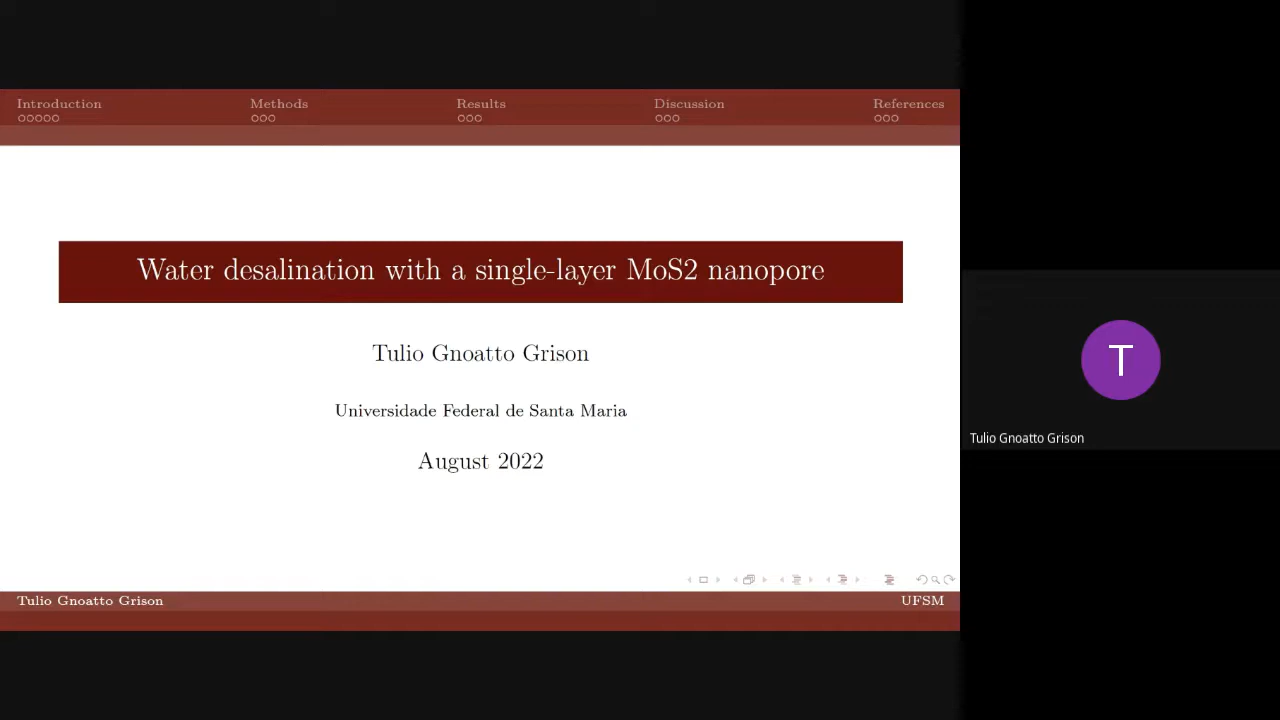 Introduction Methods Results Discussion References
Water desalination with a single-layer MoS2 nanopore
Tulio Gnoatto Grison
Universidade Federal de Santa Maria
August 2022
Tulio Gnoatto Grison UFSM
T
Tulio Gnoatto Grison